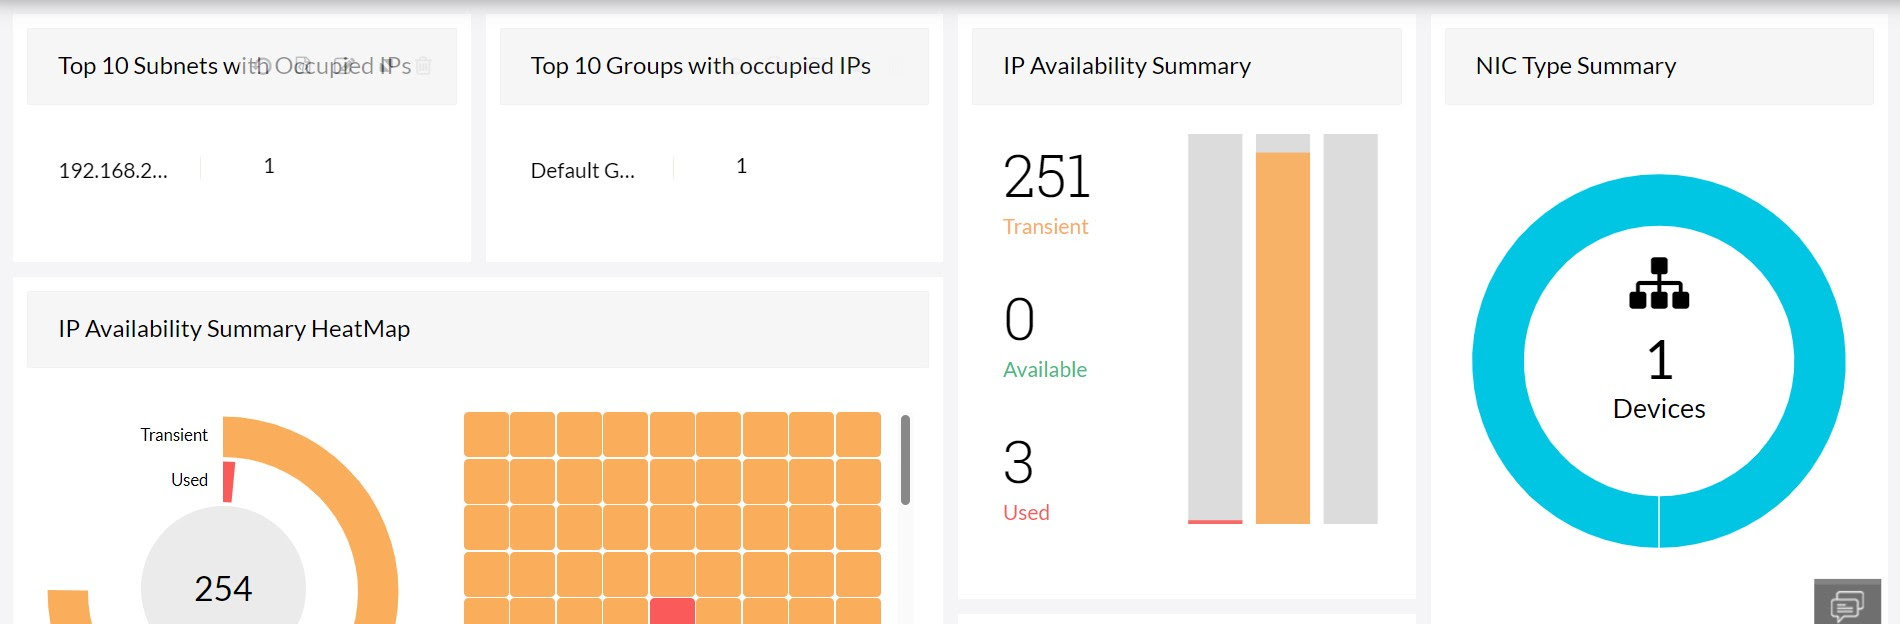 Top 10 Subnets with Occupied IPs
192.168.2...
1
Top 10 Groups with occupied IPs
Default G...
1
IP Availability Summary
251
Transient
0
Available
3
Used
NIC Type Summary
1
Devices
IP Availability Summary HeatMap
Transient
Used
254